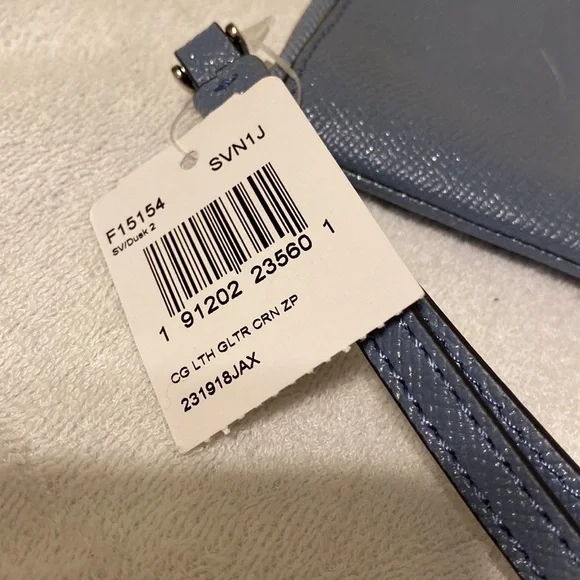 SVN1J
F15154
SV/Dusk 2
1 91202 23560 1
CG LTH GLTR CRN ZP
231918JAX